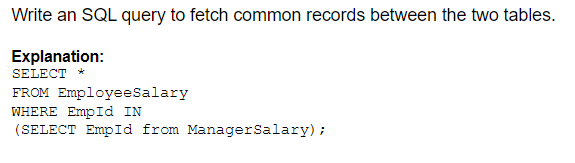 Write an SQL query to fetch common records between the two tables.
Explanation:
SELECT *
FROM EmployeeSalary
WHERE EmpId IN
(SELECT EmpId from ManagerSalary);